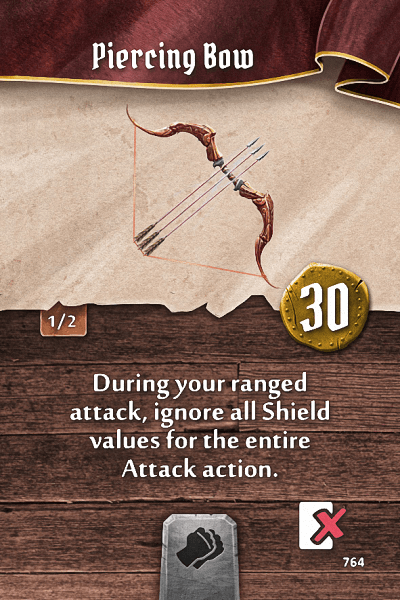 Piercing Bow
1/2
30
During your ranged
attack, ignore all Shield
values for the entire
Attack action.
764